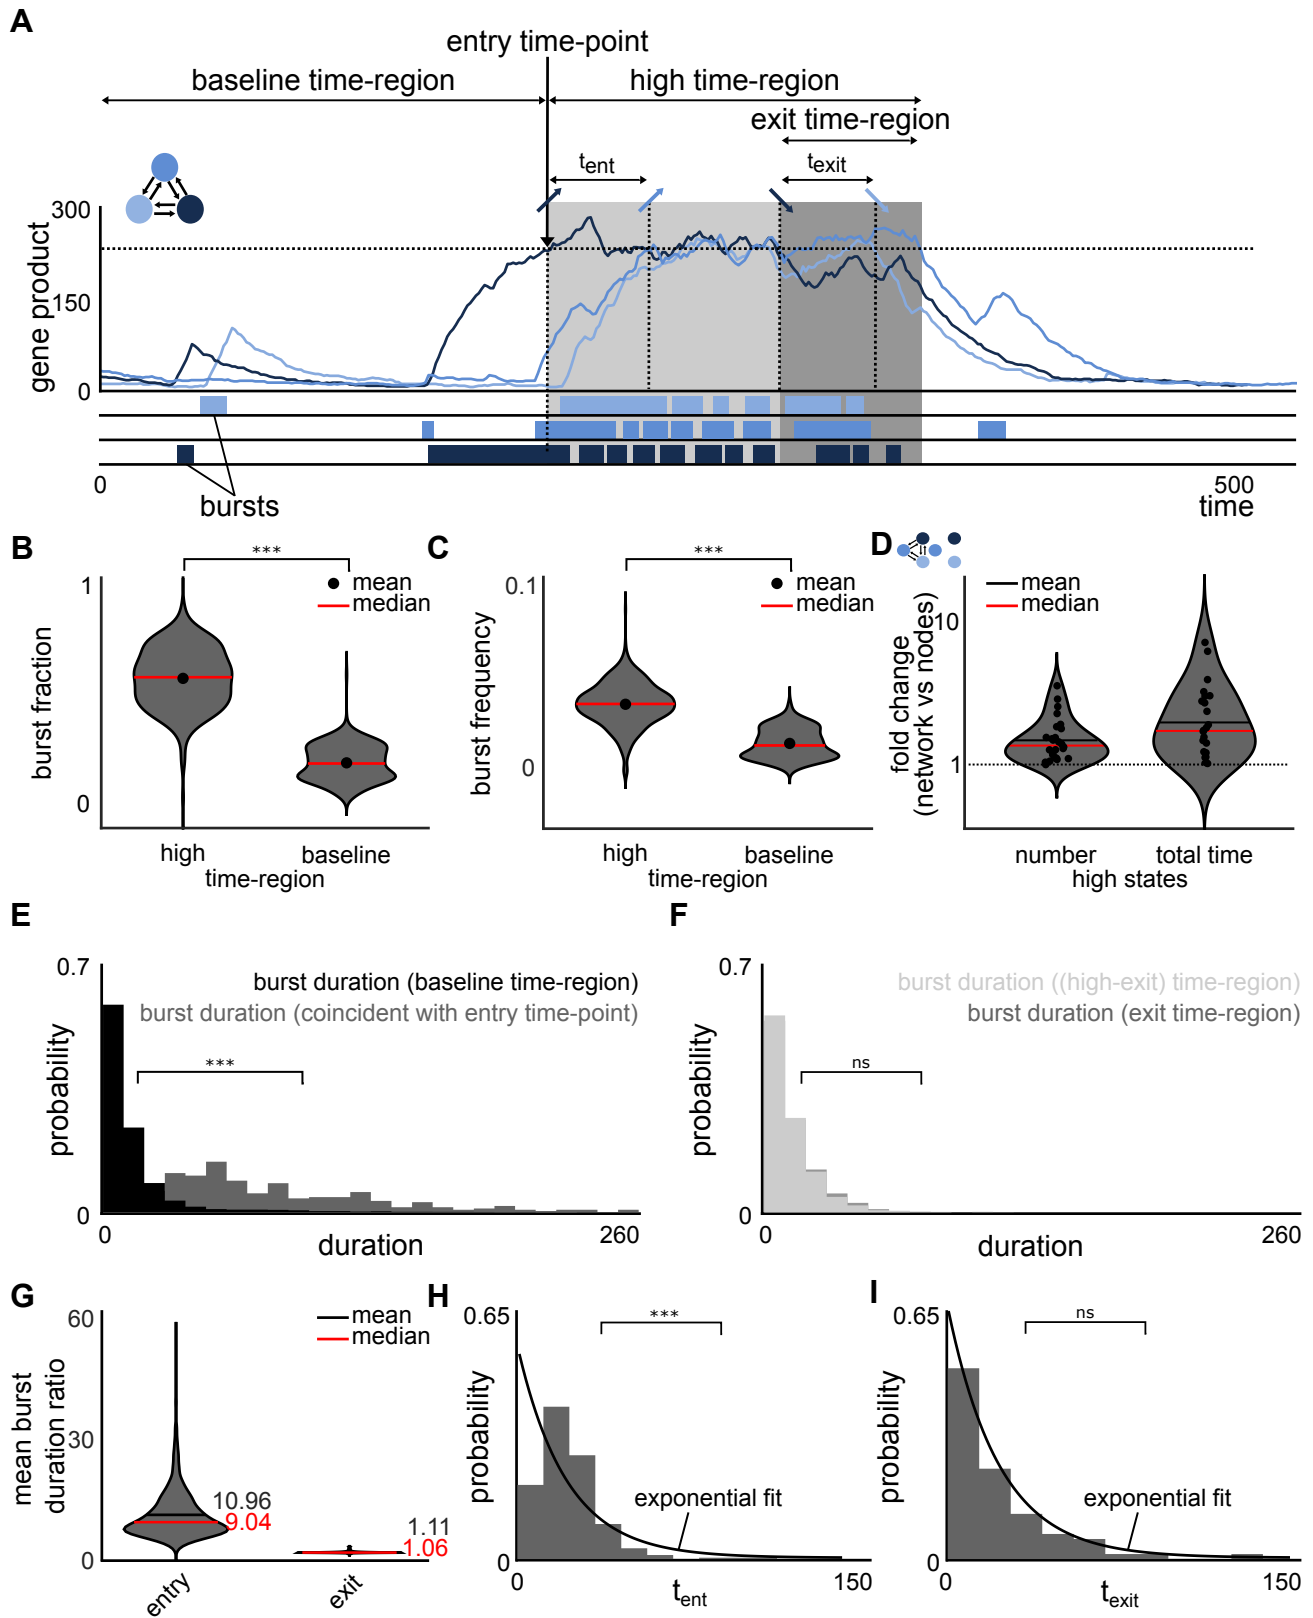 A
entry time-point
baseline time-region
high time-region
exit time-region
t_ent
t_exit
300
150
0
gene product
0
500
bursts
time
B
***
1
mean
median
burst fraction
0
high
baseline
time-region
C
***
0.1
mean
median
burst frequency
0
high
baseline
time-region
D
mean
median
10
fold change
(network vs nodes)
1
number
total time
high states
E
0.7
burst duration (baseline time-region)
burst duration (coincident with entry time-point)
***
probability
0
0
260
duration
F
0.7
burst duration ((high-exit) time-region)
burst duration (exit time-region)
ns
probability
0
0
260
duration
G
60
mean
median
mean burst
duration ratio
30
10.96
9.04
1.11
1.06
0
entry
exit
H
0.65
***
probability
exponential fit
0
0
150
t_ent
I
0.65
ns
probability
exponential fit
0
0
150
t_exit